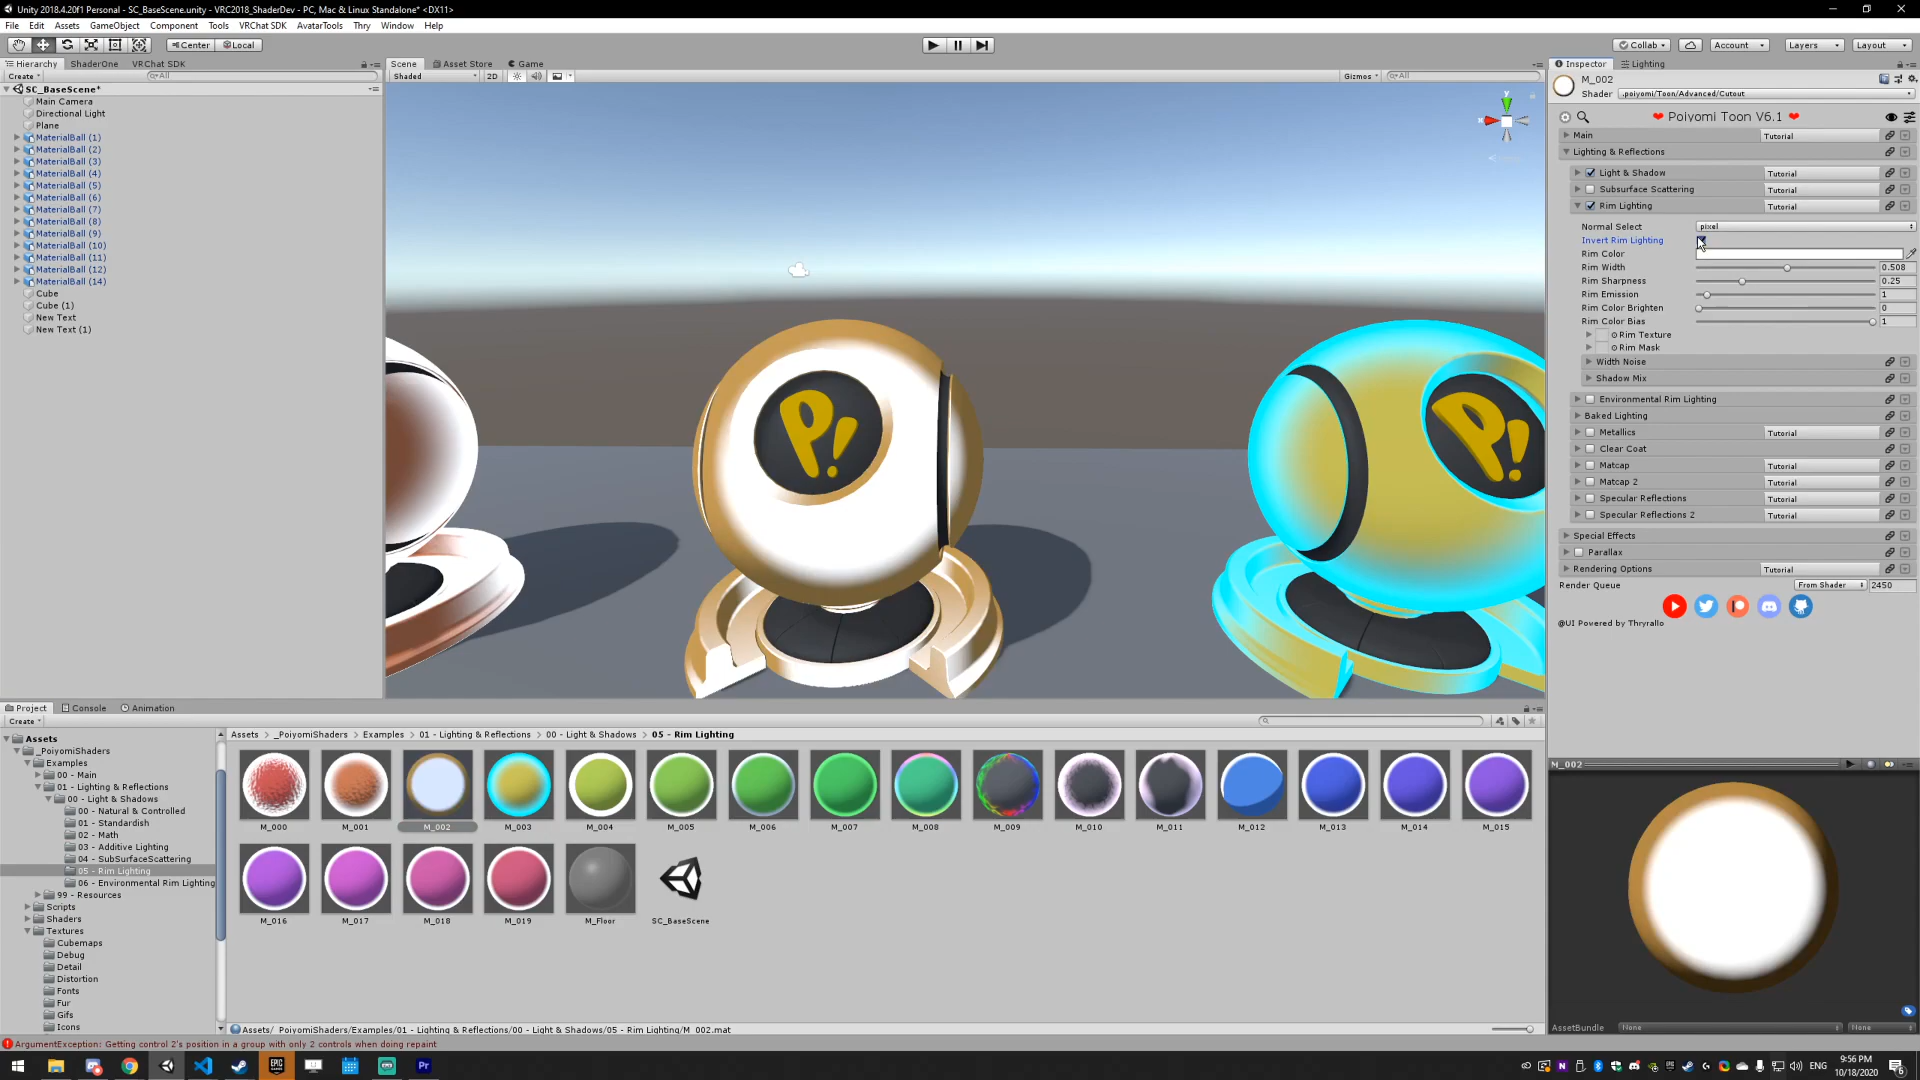 Unity 2018.4.20f1 Personal - SC_BaseScene.unity - VRC2018_ShaderDev - PC, Mac & Linux Standalone* <DX11>
File Edit Assets GameObject Component Tools VRChat SDK AvatarTools Thry Window Help
Center Local
Collab Account Layers Layout
Hierarchy ShaderOne VRChat SDK
Create All
SC_BaseScene*
Main Camera
Directional Light
Plane
MaterialBall (1)
MaterialBall (2)
MaterialBall (3)
MaterialBall (4)
MaterialBall (5)
MaterialBall (6)
MaterialBall (7)
MaterialBall (8)
MaterialBall (9)
MaterialBall (10)
MaterialBall (11)
MaterialBall (12)
MaterialBall (14)
Cube
Cube (1)
New Text
New Text (1)
Scene Asset Store Game
Shaded 2D Gizmos All
y
x
P!
P!
Inspector Lighting
M_002
Shader .poiyomi/Toon/Advanced/Cutout
Poiyomi Toon V6.1
Main Tutorial
Lighting & Reflections
Light & Shadow Tutorial
Subsurface Scattering Tutorial
Rim Lighting Tutorial
Normal Select pixel
Invert Rim Lighting
Rim Color
Rim Width 0.508
Rim Sharpness 0.25
Rim Emission 1
Rim Color Brighten 0
Rim Color Bias 1
Rim Texture
Rim Mask
Width Noise
Shadow Mix
Environmental Rim Lighting
Baked Lighting
Metallics Tutorial
Clear Coat
Matcap Tutorial
Matcap 2 Tutorial
Specular Reflections Tutorial
Specular Reflections 2 Tutorial
Special Effects
Parallax
Rendering Options Tutorial
Render Queue From Shader 2450
@UI Powered by Thryrallo
M_002
AssetBundle None None
Project Console Animation
Create
Assets
_PoiyomiShaders
Examples
00 - Main
01 - Lighting & Reflections
00 - Light & Shadows
00 - Natural & Controlled
01 - Standardish
02 - Math
03 - Additive Lighting
04 - SubSurfaceScattering
05 - Rim Lighting
06 - Environmental Rim Lighting
99 - Resources
Scripts
Shaders
Textures
Cubemaps
Debug
Detail
Distortion
Fonts
Fur
Gifs
Icons
Assets _PoiyomiShaders Examples 01 - Lighting & Reflections 00 - Light & Shadows 05 - Rim Lighting
M_000 M_001 M_002 M_003 M_004 M_005 M_006 M_007 M_008 M_009 M_010 M_011 M_012 M_013 M_014 M_015
M_016 M_017 M_018 M_019 M_Floor SC_BaseScene
Assets/_PoiyomiShaders/Examples/01 - Lighting & Reflections/00 - Light & Shadows/05 - Rim Lighting/M_002.mat
ArgumentException: Getting control 2's position in a group with only 2 controls when doing repaint
EPIC GAMES
Pr
ENG
9:56 PM
10/18/2020